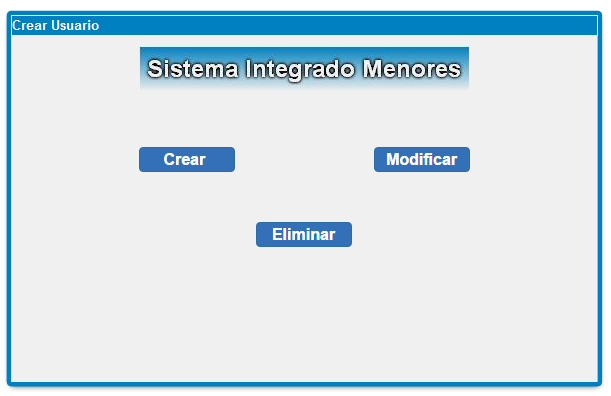 Crear Usuario
Sistema Integrado Menores
Crear
Modificar
Eliminar